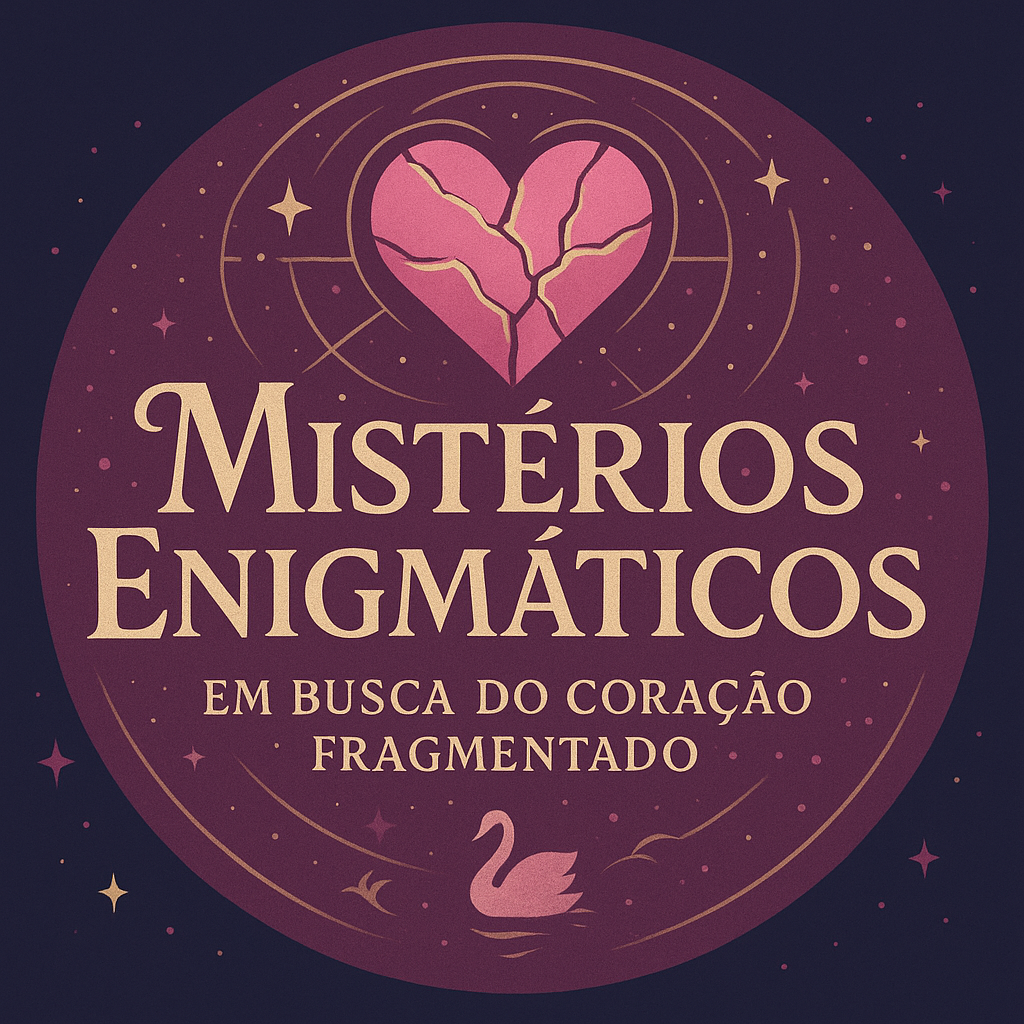 Mistérios
Enigmáticos
EM BUSCA DO CORAÇÃO
FRAGMENTADO